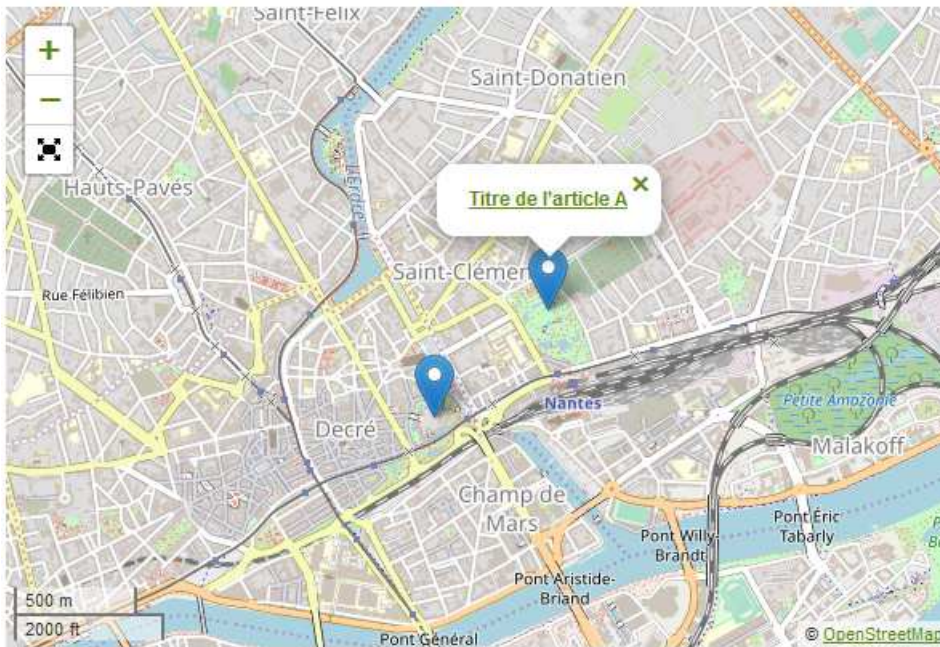 Saint-Félix
+
Saint-Donatien
−
Hauts-Pavés
L'Erdre
×
Titre de l'article A
Saint-Clément
Rue Félibien
Nantes
Petite Amazonie
Decré
Malakoff
Champ de
Mars
Pont Éric
Tabarly
Pont Willy-
Brandt
Pont Aristide-
Briand
500 m
2000 ft
Pont Général
© OpenStreetMap